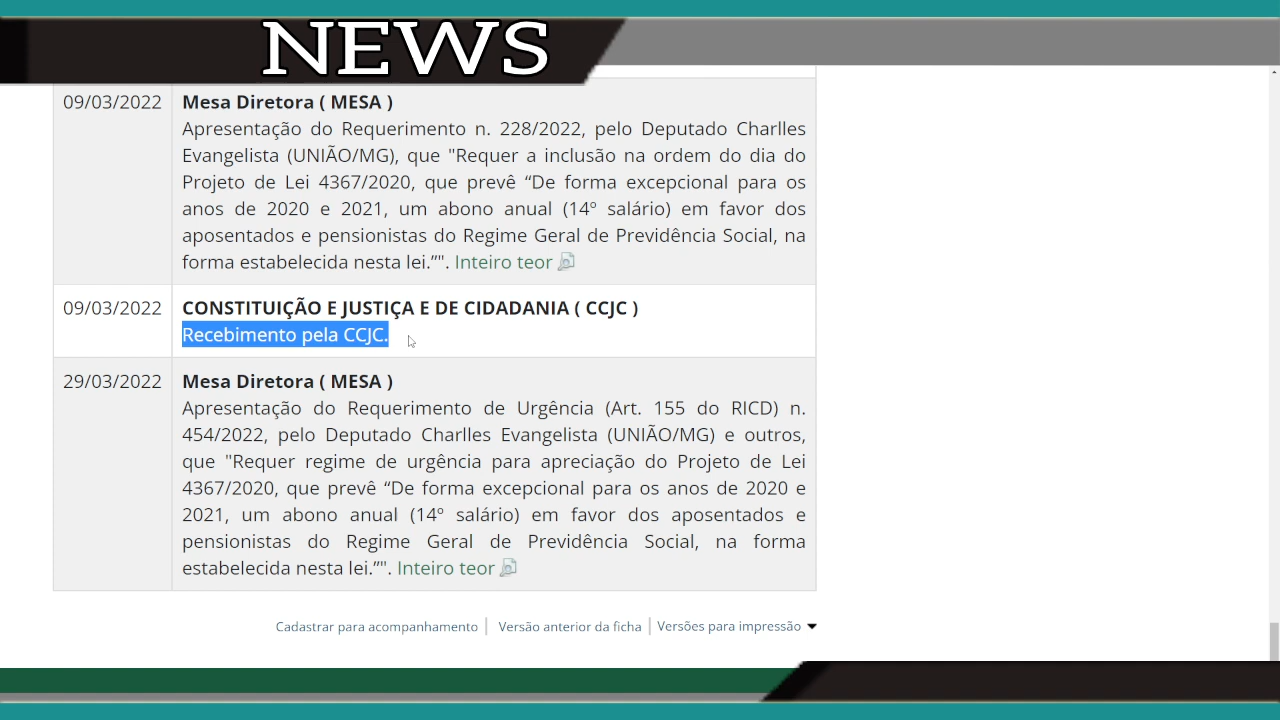 NEWS
09/03/2022
Mesa Diretora ( MESA )
Apresentação do Requerimento n. 228/2022, pelo Deputado Charlles
Evangelista (UNIÃO/MG), que "Requer a inclusão na ordem do dia do
Projeto de Lei 4367/2020, que prevê “De forma excepcional para os
anos de 2020 e 2021, um abono anual (14º salário) em favor dos
aposentados e pensionistas do Regime Geral de Previdência Social, na
forma estabelecida nesta lei.”". Inteiro teor
09/03/2022
CONSTITUIÇÃO E JUSTIÇA E DE CIDADANIA ( CCJC )
Recebimento pela CCJC.
29/03/2022
Mesa Diretora ( MESA )
Apresentação do Requerimento de Urgência (Art. 155 do RICD) n.
454/2022, pelo Deputado Charlles Evangelista (UNIÃO/MG) e outros,
que "Requer regime de urgência para apreciação do Projeto de Lei
4367/2020, que prevê “De forma excepcional para os anos de 2020 e
2021, um abono anual (14º salário) em favor dos aposentados e
pensionistas do Regime Geral de Previdência Social, na forma
estabelecida nesta lei.”". Inteiro teor
Cadastrar para acompanhamento | Versão anterior da ficha | Versões para impressão